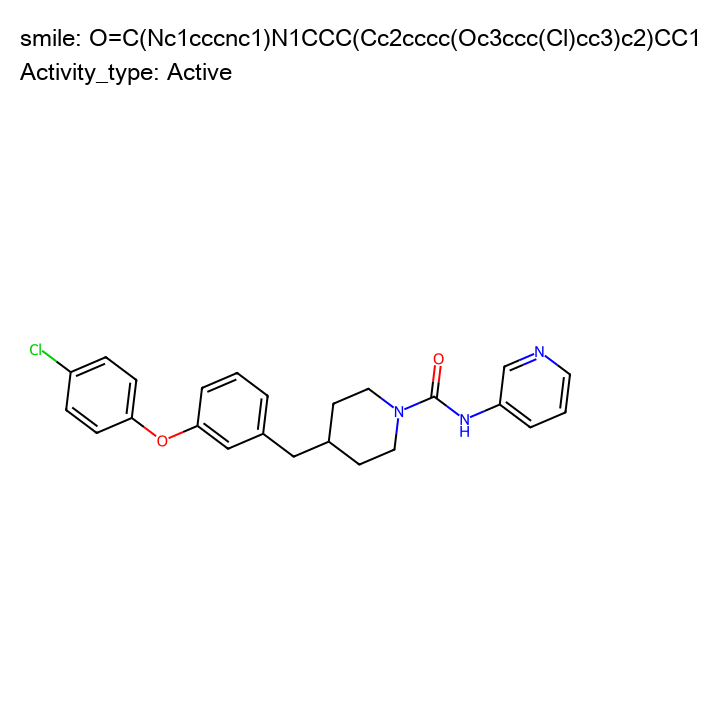 smile: O=C(Nc1cccnc1)N1CCC(Cc2cccc(Oc3ccc(Cl)cc3)c2)CC1
Activity_type: Active
Cl
O
N
O
N
H
N